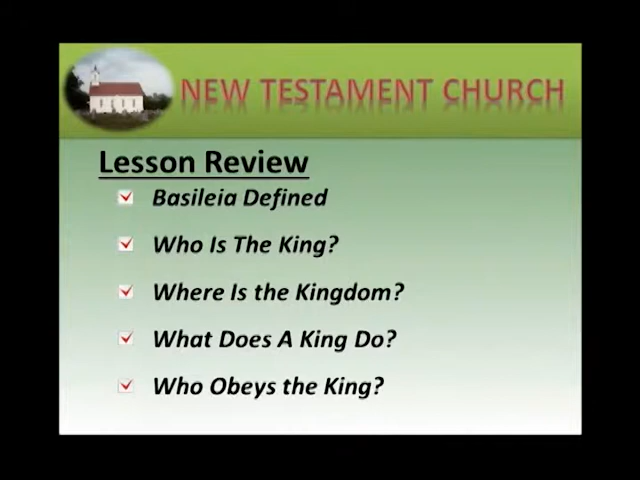 NEW TESTAMENT CHURCH
Lesson Review
Basileia Defined
Who Is The King?
Where Is the Kingdom?
What Does A King Do?
Who Obeys the King?